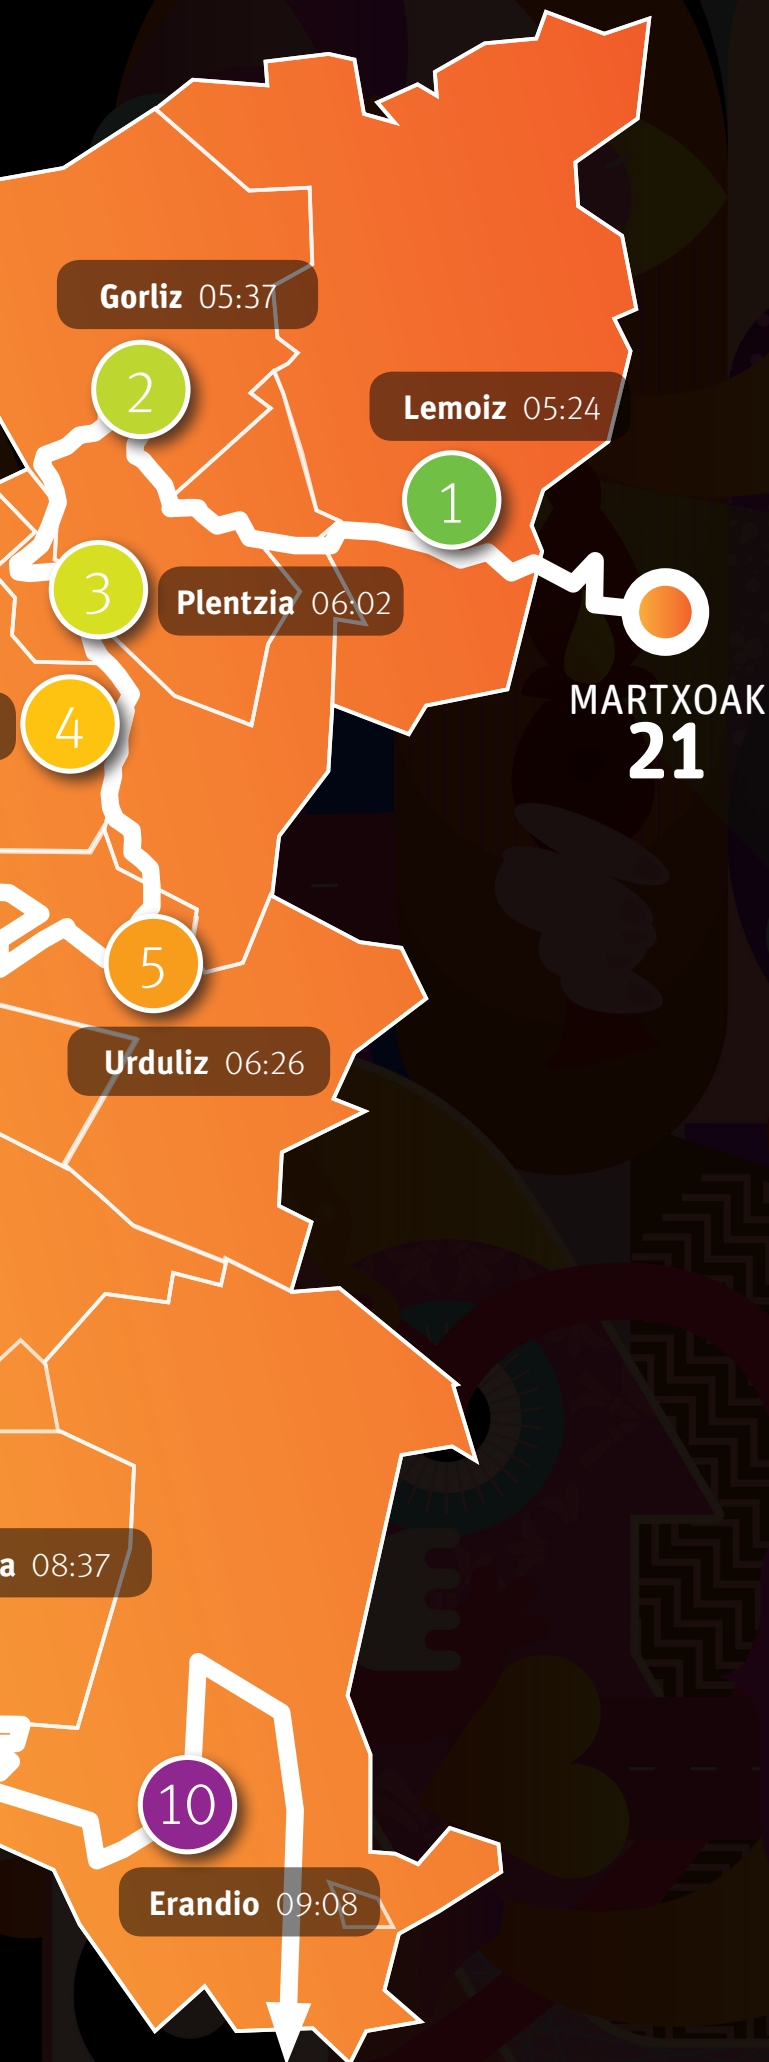 Gorliz 05:37
2
Lemoiz 05:24
1
3
Plentzia 06:02
MARTXOAK
21
4
5
Urduliz 06:26
a 08:37
10
Erandio 09:08